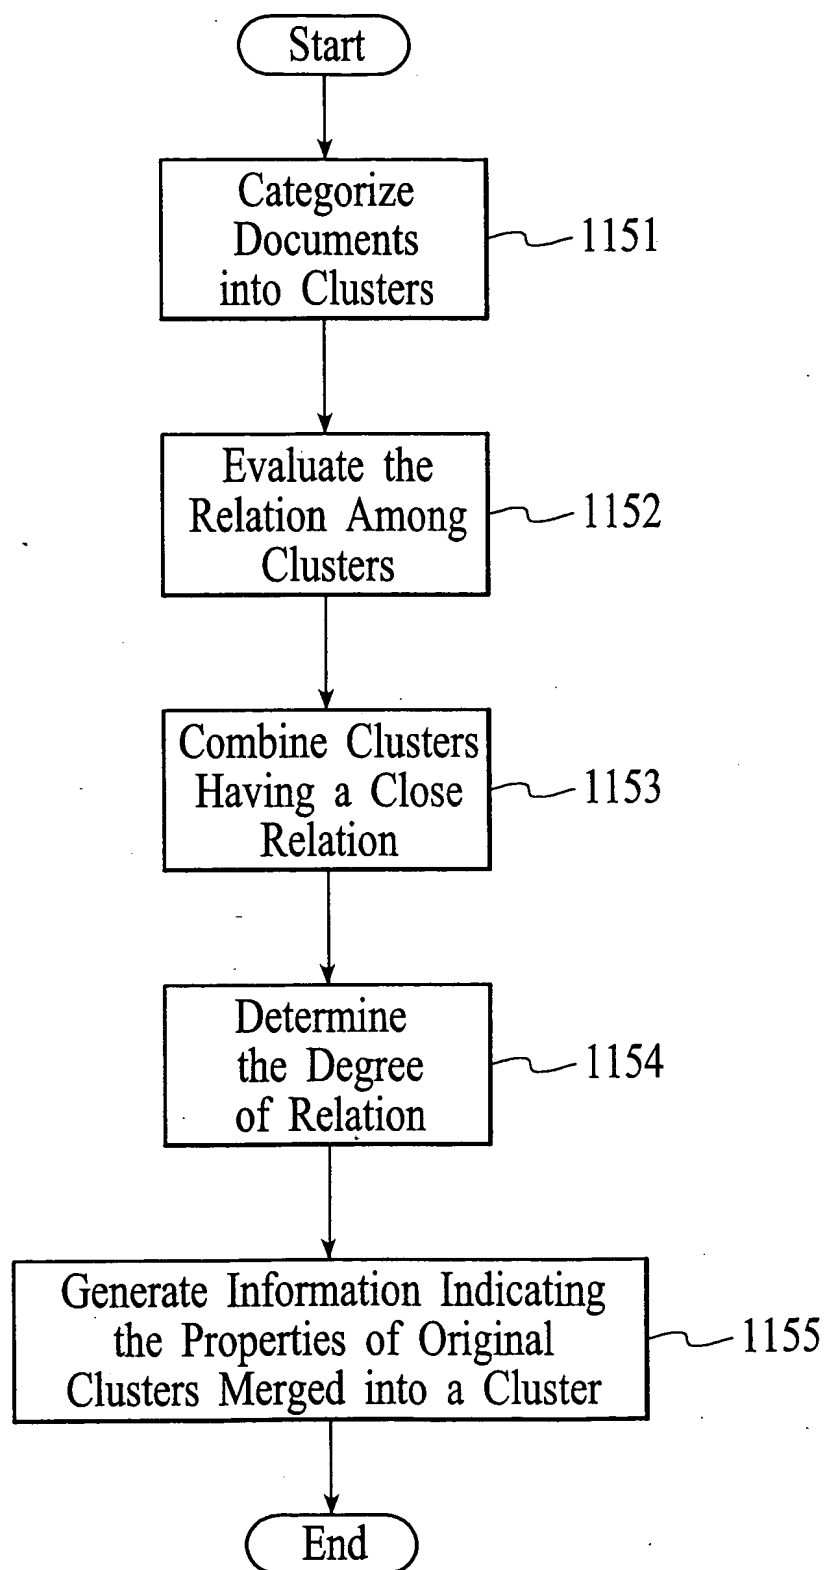 Start
Categorize
Documents
into Clusters
1151
Evaluate the
Relation Among
Clusters
1152
Combine Clusters
Having a Close
Relation
1153
Determine
the Degree
of Relation
1154
Generate Information Indicating
the Properties of Original
Clusters Merged into a Cluster
1155
End